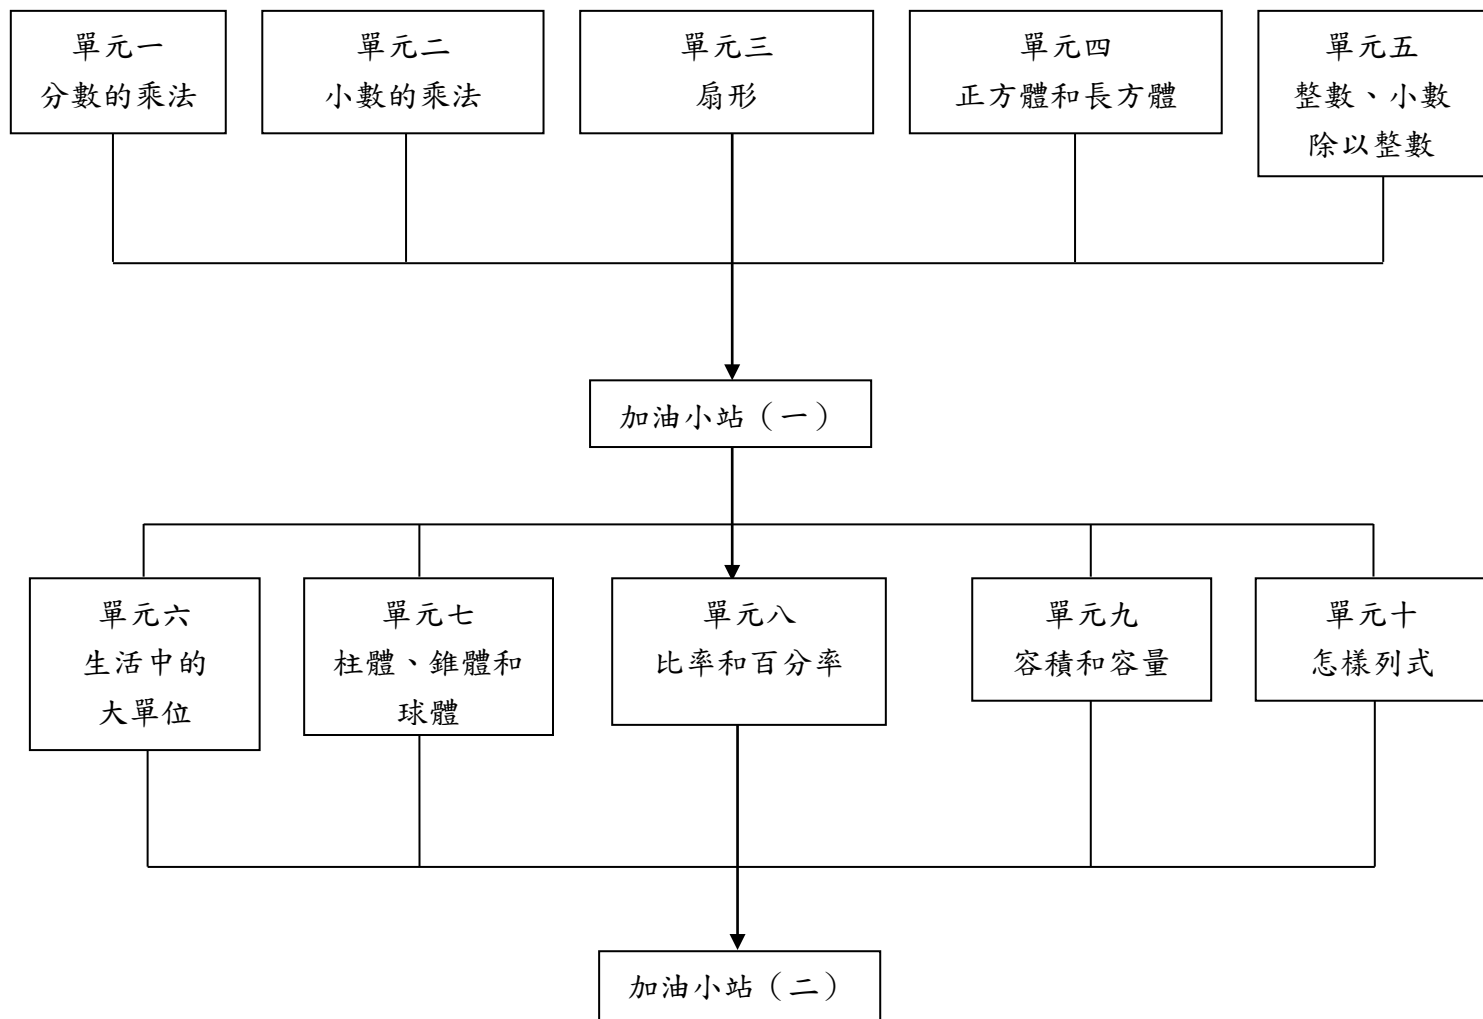 單元一
分數的乘法
單元二
小數的乘法
單元三
扇形
單元四
正方體和長方體
單元五
整數、小數
除以整數
加油小站（一）
單元六
生活中的
大單位
單元七
柱體、錐體和
球體
單元八
比率和百分率
單元九
容積和容量
單元十
怎樣列式
加油小站（二）